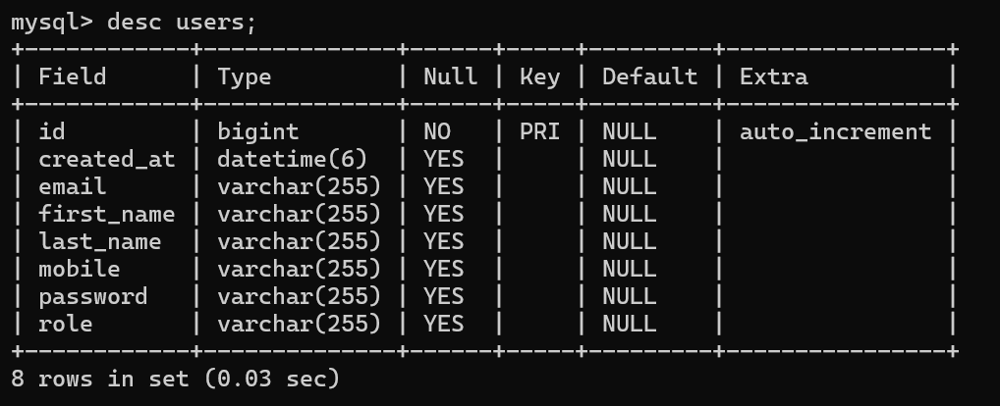 mysql> desc users;
+------------+--------------+------+-----+---------+----------------+
| Field      | Type         | Null | Key | Default | Extra          |
+------------+--------------+------+-----+---------+----------------+
| id         | bigint       | NO   | PRI | NULL    | auto_increment |
| created_at | datetime(6)  | YES  |     | NULL    |                |
| email      | varchar(255) | YES  |     | NULL    |                |
| first_name | varchar(255) | YES  |     | NULL    |                |
| last_name  | varchar(255) | YES  |     | NULL    |                |
| mobile     | varchar(255) | YES  |     | NULL    |                |
| password   | varchar(255) | YES  |     | NULL    |                |
| role       | varchar(255) | YES  |     | NULL    |                |
+------------+--------------+------+-----+---------+----------------+
8 rows in set (0.03 sec)